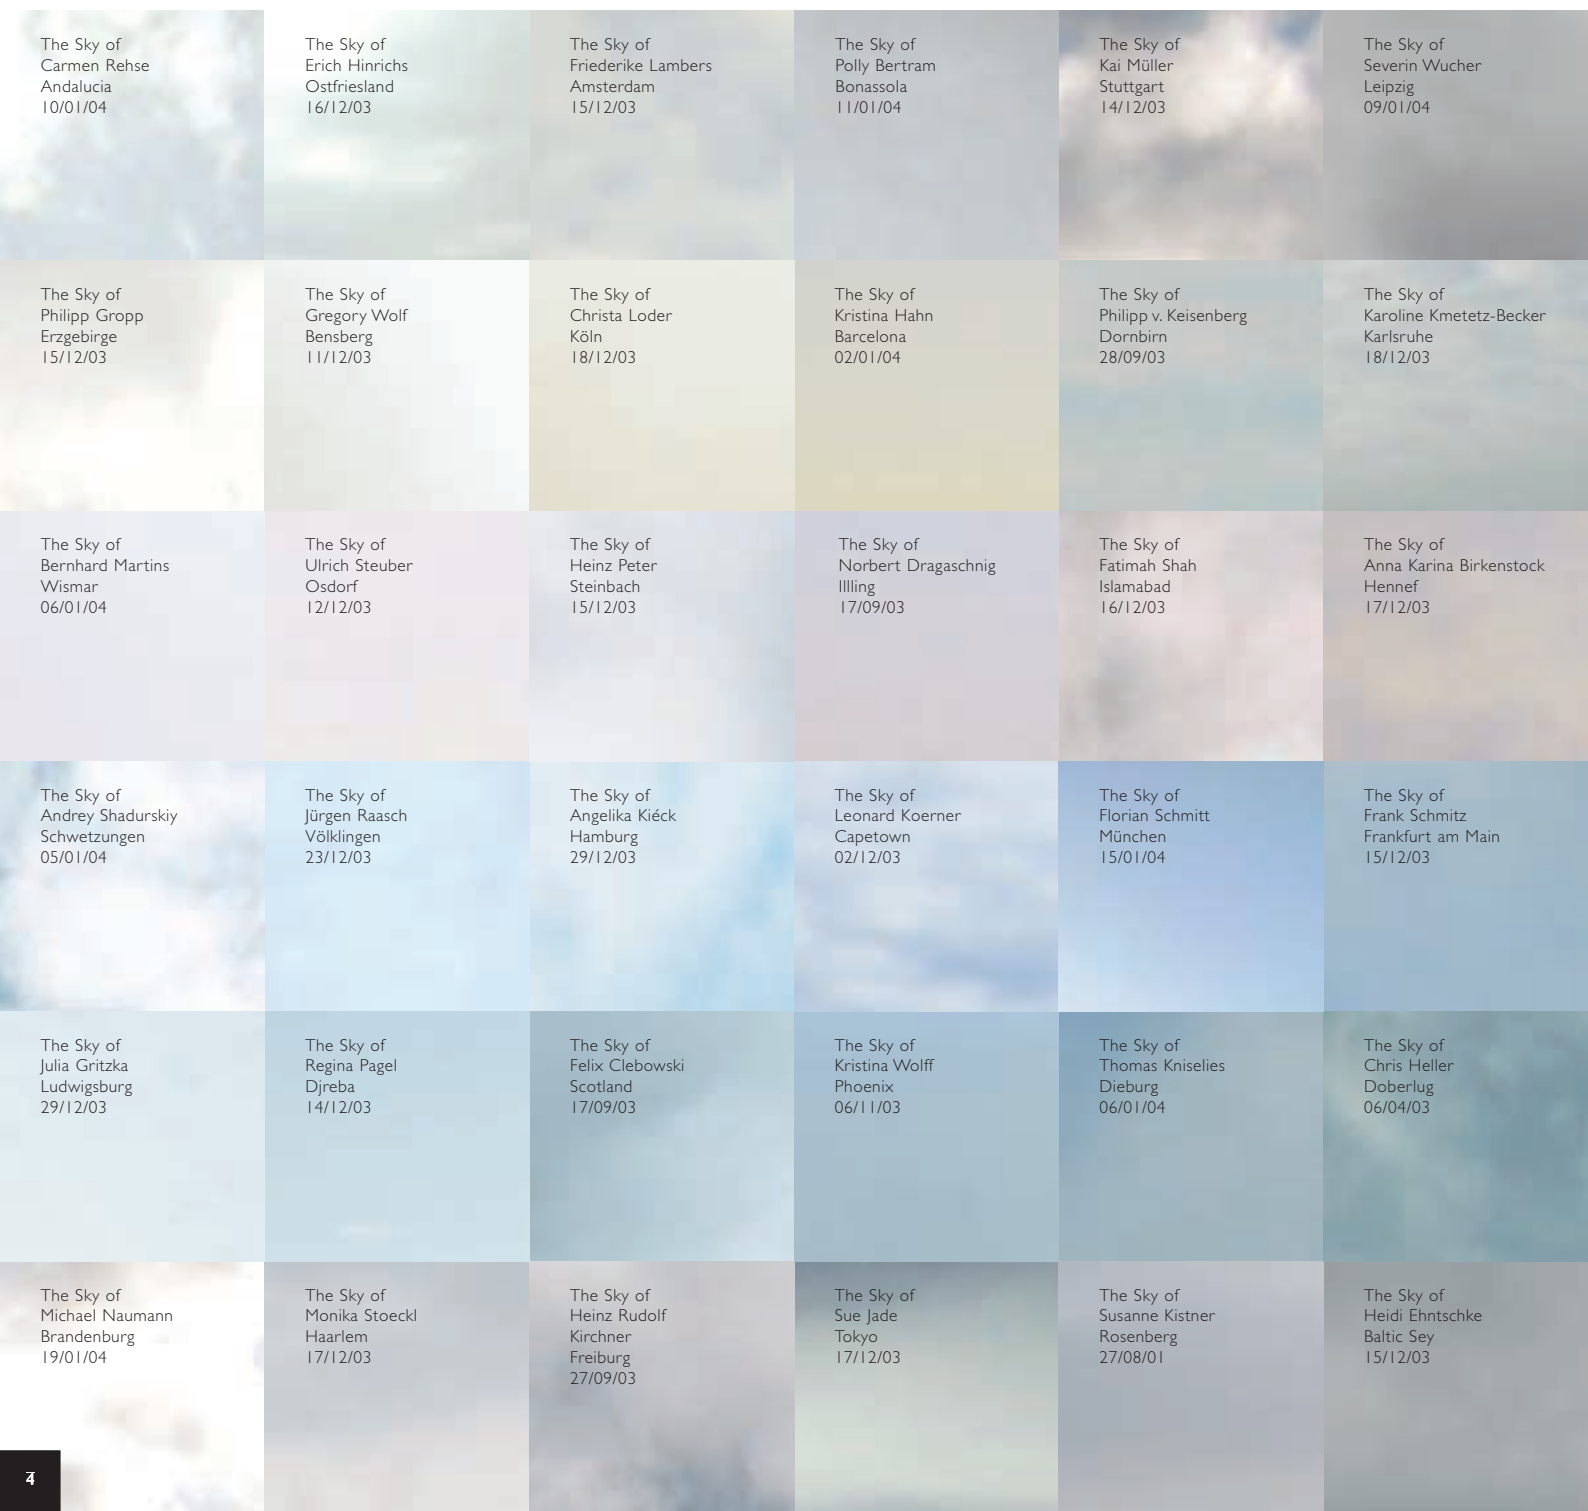 The Sky of
Carmen Rehse
Andalucia
10/01/04
The Sky of
Erich Hinrichs
Ostfriesland
16/12/03
The Sky of
Friederike Lambers
Amsterdam
15/12/03
The Sky of
Polly Bertram
Bonassola
11/01/04
The Sky of
Kai Müller
Stuttgart
14/12/03
The Sky of
Severin Wucher
Leipzig
09/01/04
The Sky of
Philipp Gropp
Erzgebirge
15/12/03
The Sky of
Gregory Wolf
Bensberg
11/12/03
The Sky of
Christa Loder
Köln
18/12/03
The Sky of
Kristina Hahn
Barcelona
02/01/04
The Sky of
Philipp v. Keisenberg
Dornbirn
28/09/03
The Sky of
Karoline Kmetetz-Becker
Karlsruhe
18/12/03
The Sky of
Bernhard Martins
Wismar
06/01/04
The Sky of
Ulrich Steuber
Osdorf
12/12/03
The Sky of
Heinz Peter
Steinbach
15/12/03
The Sky of
Norbert Dragaschnig
Illling
17/09/03
The Sky of
Fatimah Shah
Islamabad
16/12/03
The Sky of
Anna Karina Birkenstock
Hennef
17/12/03
The Sky of
Andrey Shadurskiy
Schwetzungen
05/01/04
The Sky of
Jürgen Raasch
Völklingen
23/12/03
The Sky of
Angelika Kiéck
Hamburg
29/12/03
The Sky of
Leonard Koerner
Capetown
02/12/03
The Sky of
Florian Schmitt
München
15/01/04
The Sky of
Frank Schmitz
Frankfurt am Main
15/12/03
The Sky of
Julia Gritzka
Ludwigsburg
29/12/03
The Sky of
Regina Pagel
Djreba
14/12/03
The Sky of
Felix Clebowski
Scotland
17/09/03
The Sky of
Kristina Wolff
Phoenix
06/11/03
The Sky of
Thomas Kniselies
Dieburg
06/01/04
The Sky of
Chris Heller
Doberlug
06/04/03
The Sky of
Michael Naumann
Brandenburg
19/01/04
The Sky of
Monika Stoeckl
Haarlem
17/12/03
The Sky of
Heinz Rudolf
Kirchner
Freiburg
27/09/03
The Sky of
Sue Jade
Tokyo
17/12/03
The Sky of
Susanne Kistner
Rosenberg
27/08/01
The Sky of
Heidi Ehntschke
Baltic Sey
15/12/03